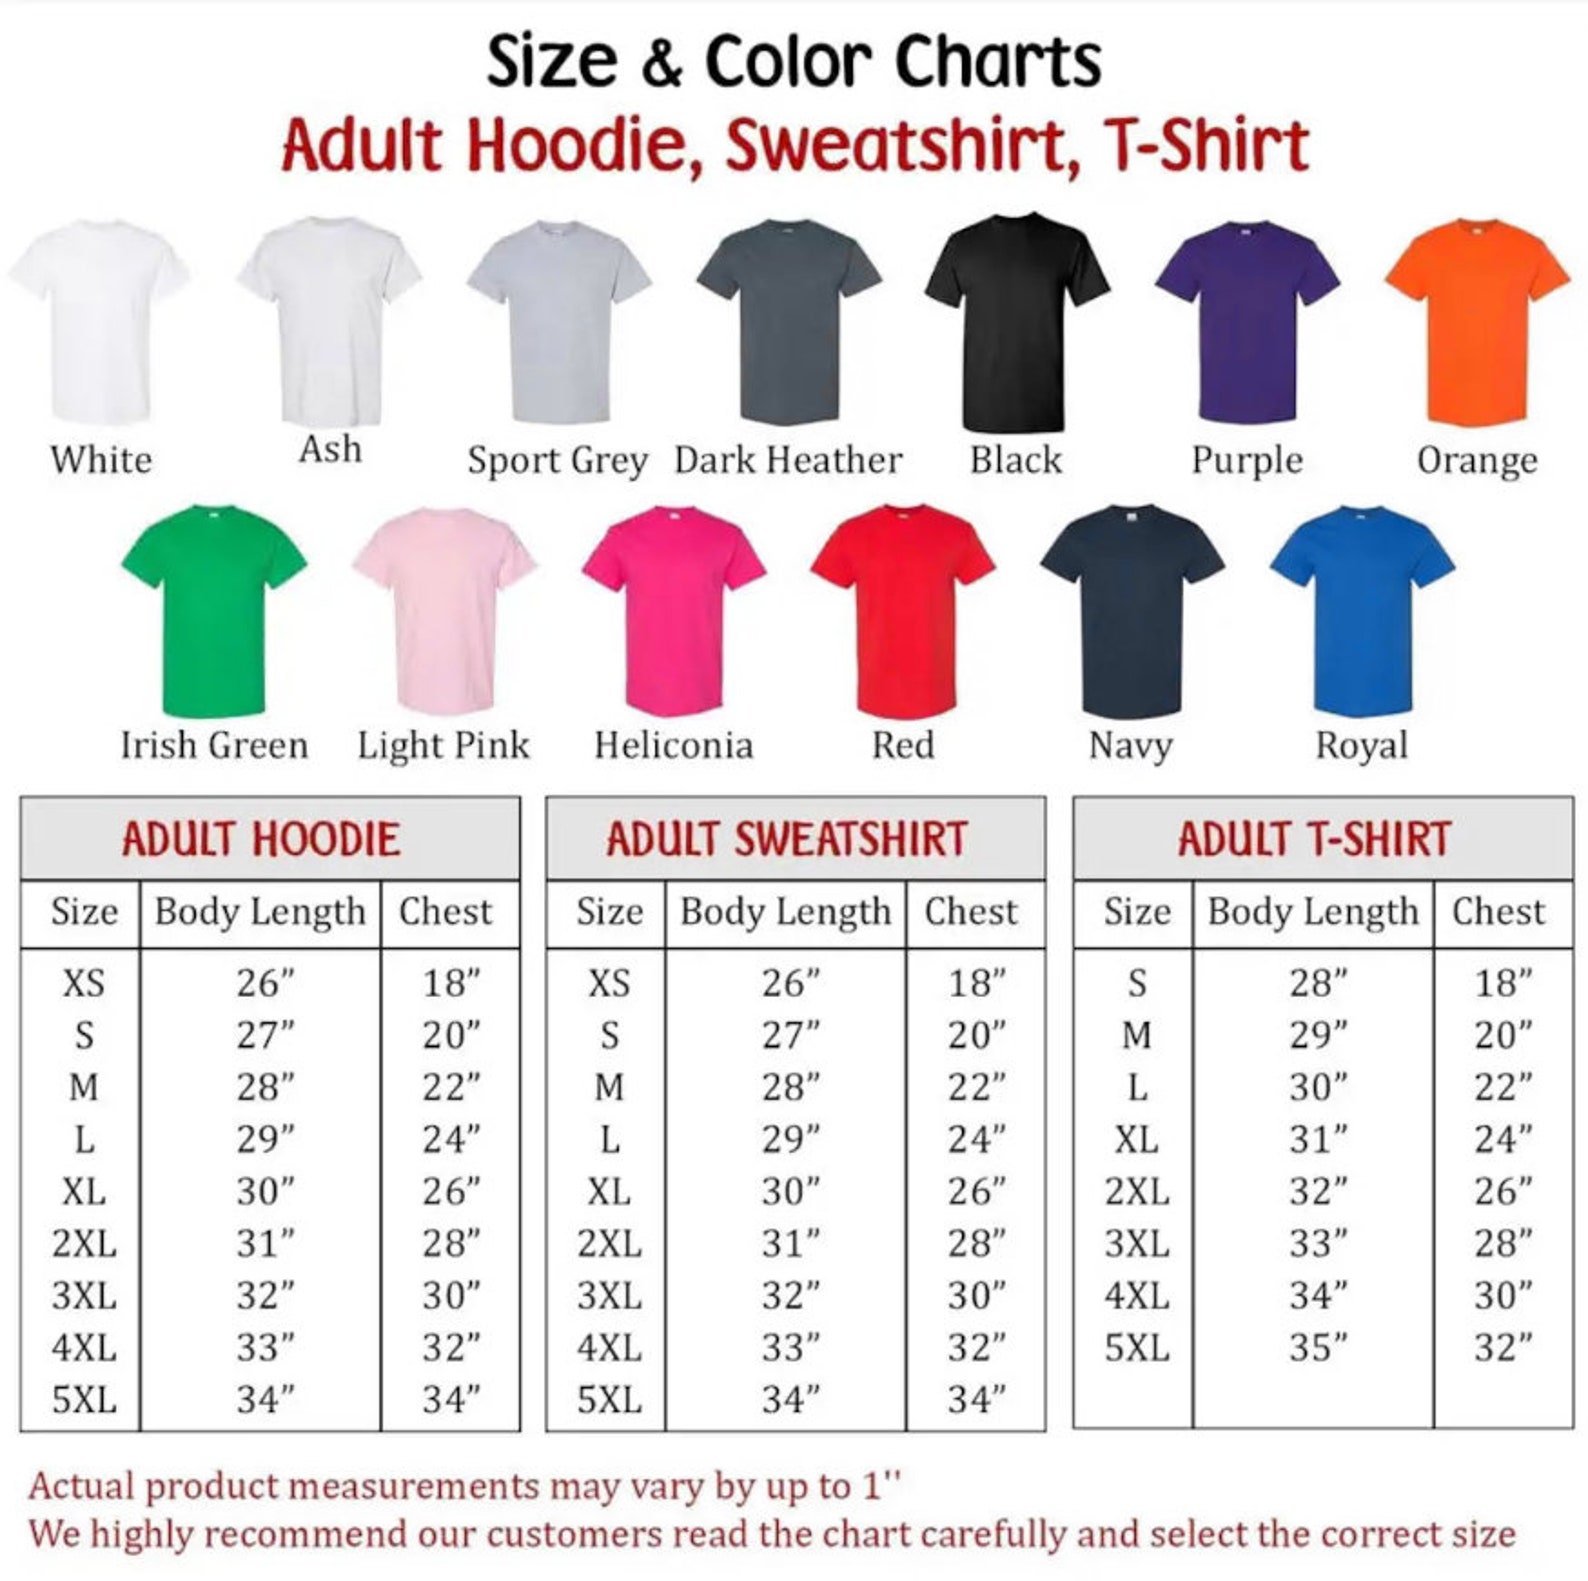 Size & Color Charts
Adult Hoodie, Sweatshirt, T-Shirt
White Ash Sport Grey Dark Heather Black Purple Orange
Irish Green Light Pink Heliconia Red Navy Royal
ADULT HOODIE
Size Body Length Chest
XS 26” 18”
S 27” 20”
M 28” 22”
L 29” 24”
XL 30” 26”
2XL 31” 28”
3XL 32” 30”
4XL 33” 32”
5XL 34” 34”
ADULT SWEATSHIRT
Size Body Length Chest
XS 26” 18”
S 27” 20”
M 28” 22”
L 29” 24”
XL 30” 26”
2XL 31” 28”
3XL 32” 30”
4XL 33” 32”
5XL 34” 34”
ADULT T-SHIRT
Size Body Length Chest
S 28” 18”
M 29” 20”
L 30” 22”
XL 31” 24”
2XL 32” 26”
3XL 33” 28”
4XL 34” 30”
5XL 35” 32”
Actual product measurements may vary by up to 1''
We highly recommend our customers read the chart carefully and select the correct size